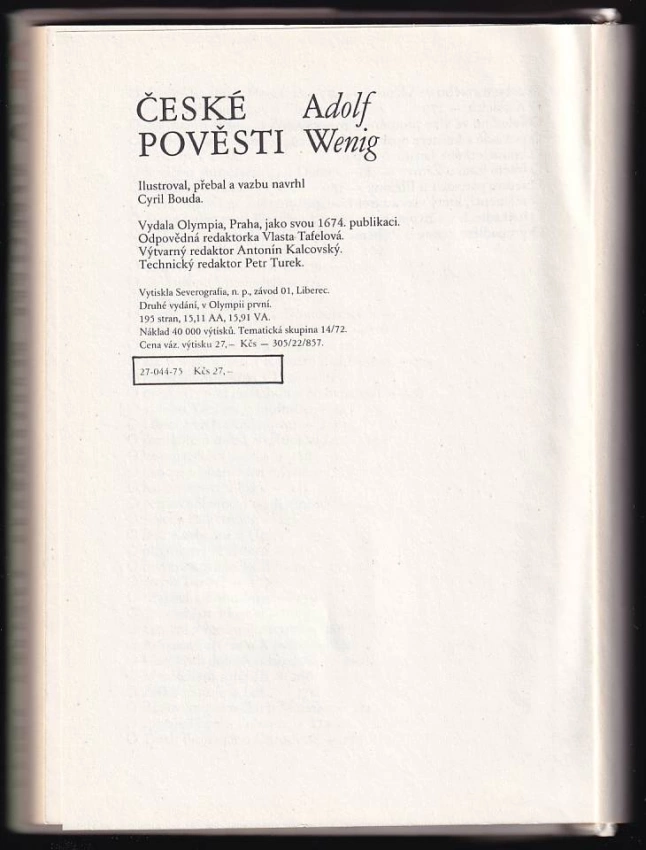 ČESKÉ Adolf
POVĚSTI Wenig
Ilustroval, přebal a vazbu navrhl
Cyril Bouda.
Vydala Olympia, Praha, jako svou 1674. publikaci.
Odpovědná redaktorka Vlasta Tafelová.
Výtvarný redaktor Antonín Kalcovský.
Technický redaktor Petr Turek.
Vytiskla Severografia, n. p., závod 01, Liberec.
Druhé vydání, v Olympii první.
195 stran, 15,11 AA, 15,91 VA.
Náklad 40 000 výtisků. Tematická skupina 14/72.
Cena váz. výtisku 27,– Kčs — 305/22/857.
27-044-75 Kčs 27,–